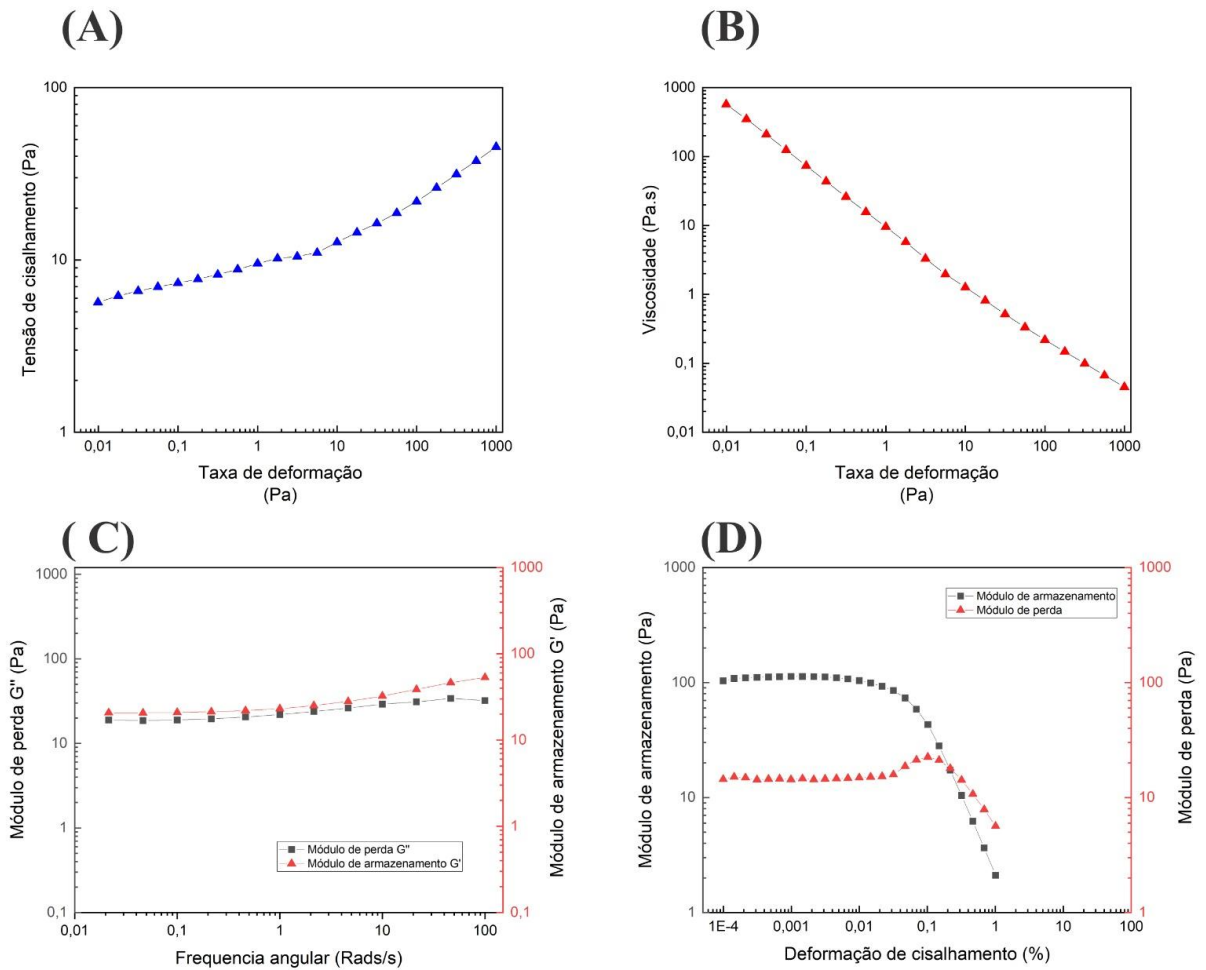 (A)
100
10
1
Tensão de cisalhamento (Pa)
0,01 0,1 1 10 100 1000
Taxa de deformação
(Pa)
(B)
1000
100
10
1
0,1
0,01
Viscosidade (Pa.s)
0,01 0,1 1 10 100 1000
Taxa de deformação
(Pa)
( C)
1000
100
10
1
0,1
Módulo de perda G" (Pa)
1000
100
10
1
0,1
Módulo de armazenamento G' (Pa)
Módulo de perda G"
Módulo de armazenamento G'
0,01 0,1 1 10 100
Frequencia angular (Rads/s)
(D)
1000
100
10
1
Módulo de armazenamento (Pa)
1000
100
10
1
Módulo de perda (Pa)
Módulo de armazenamento
Módulo de perda
1E-4 0,001 0,01 0,1 1 10 100
Deformação de cisalhamento (%)